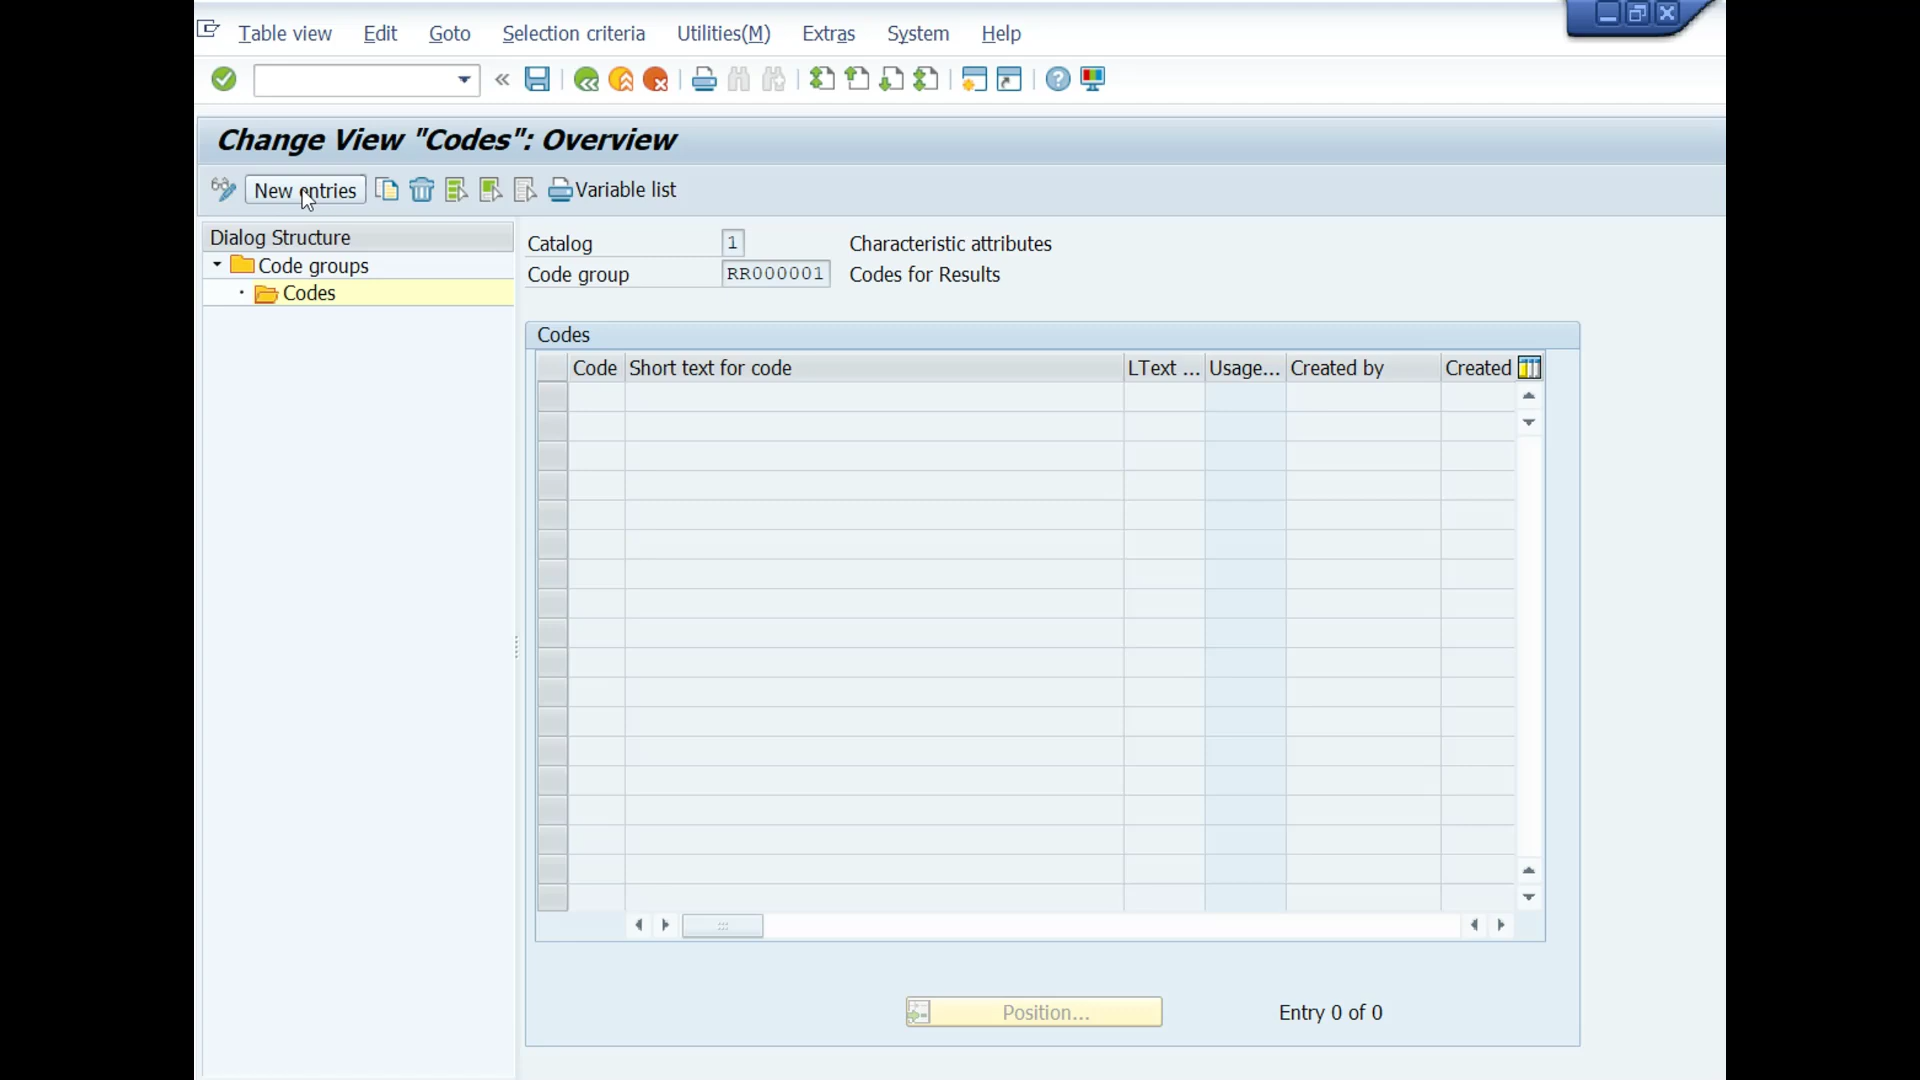 Table view Edit Goto Selection criteria Utilities(M) Extras System Help
Change View "Codes": Overview
New entries Variable list
Dialog Structure
Code groups
Codes
Catalog 1 Characteristic attributes
Code group RR000001 Codes for Results
Codes
Code Short text for code LText ... Usage... Created by Created
Position...
Entry 0 of 0